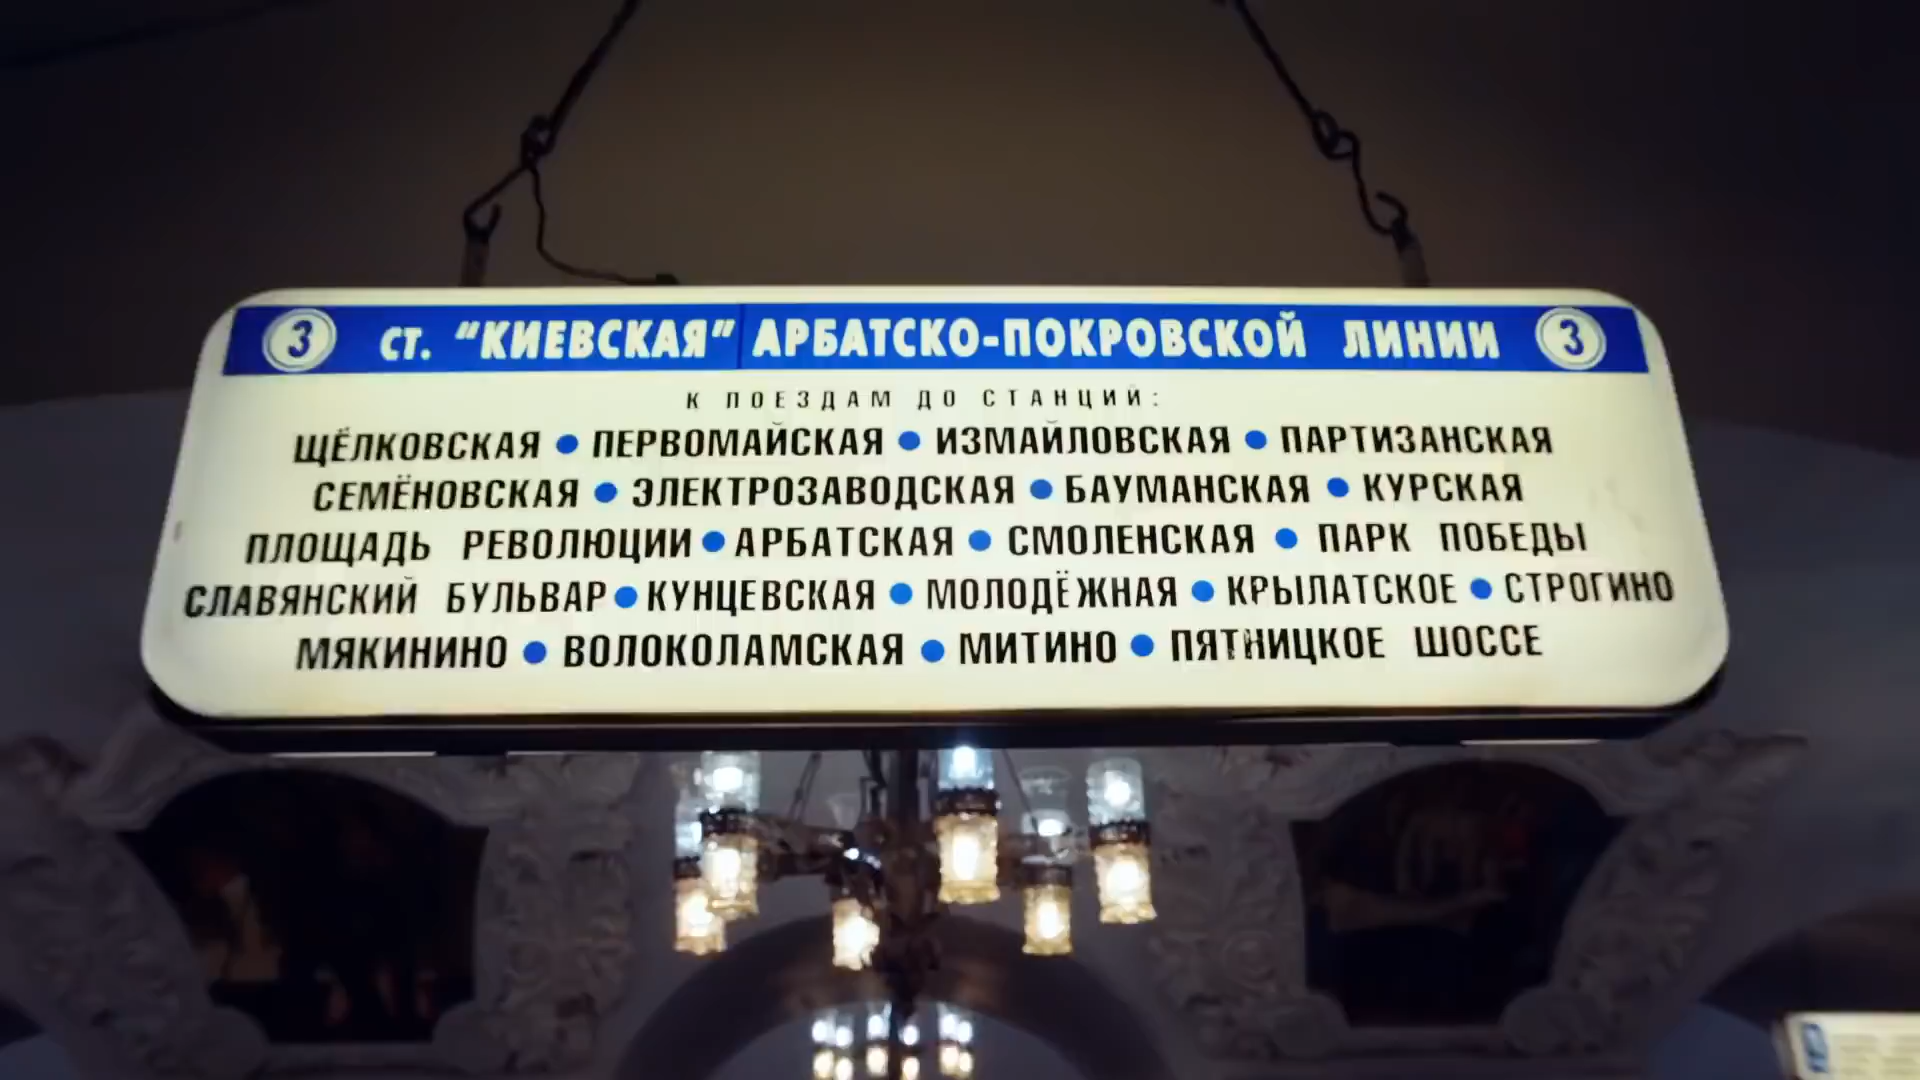 3 СТ. "КИЕВСКАЯ" АРБАТСКО-ПОКРОВСКОЙ ЛИНИИ 3
К ПОЕЗДАМ ДО СТАНЦИЙ:
ЩЁЛКОВСКАЯ • ПЕРВОМАЙСКАЯ • ИЗМАЙЛОВСКАЯ • ПАРТИЗАНСКАЯ
СЕМЁНОВСКАЯ • ЭЛЕКТРОЗАВОДСКАЯ • БАУМАНСКАЯ • КУРСКАЯ
ПЛОЩАДЬ РЕВОЛЮЦИИ • АРБАТСКАЯ • СМОЛЕНСКАЯ • ПАРК ПОБЕДЫ
СЛАВЯНСКИЙ БУЛЬВАР • КУНЦЕВСКАЯ • МОЛОДЁЖНАЯ • КРЫЛАТСКОЕ • СТРОГИНО
МЯКИНИНО • ВОЛОКОЛАМСКАЯ • МИТИНО • ПЯТНИЦКОЕ ШОССЕ